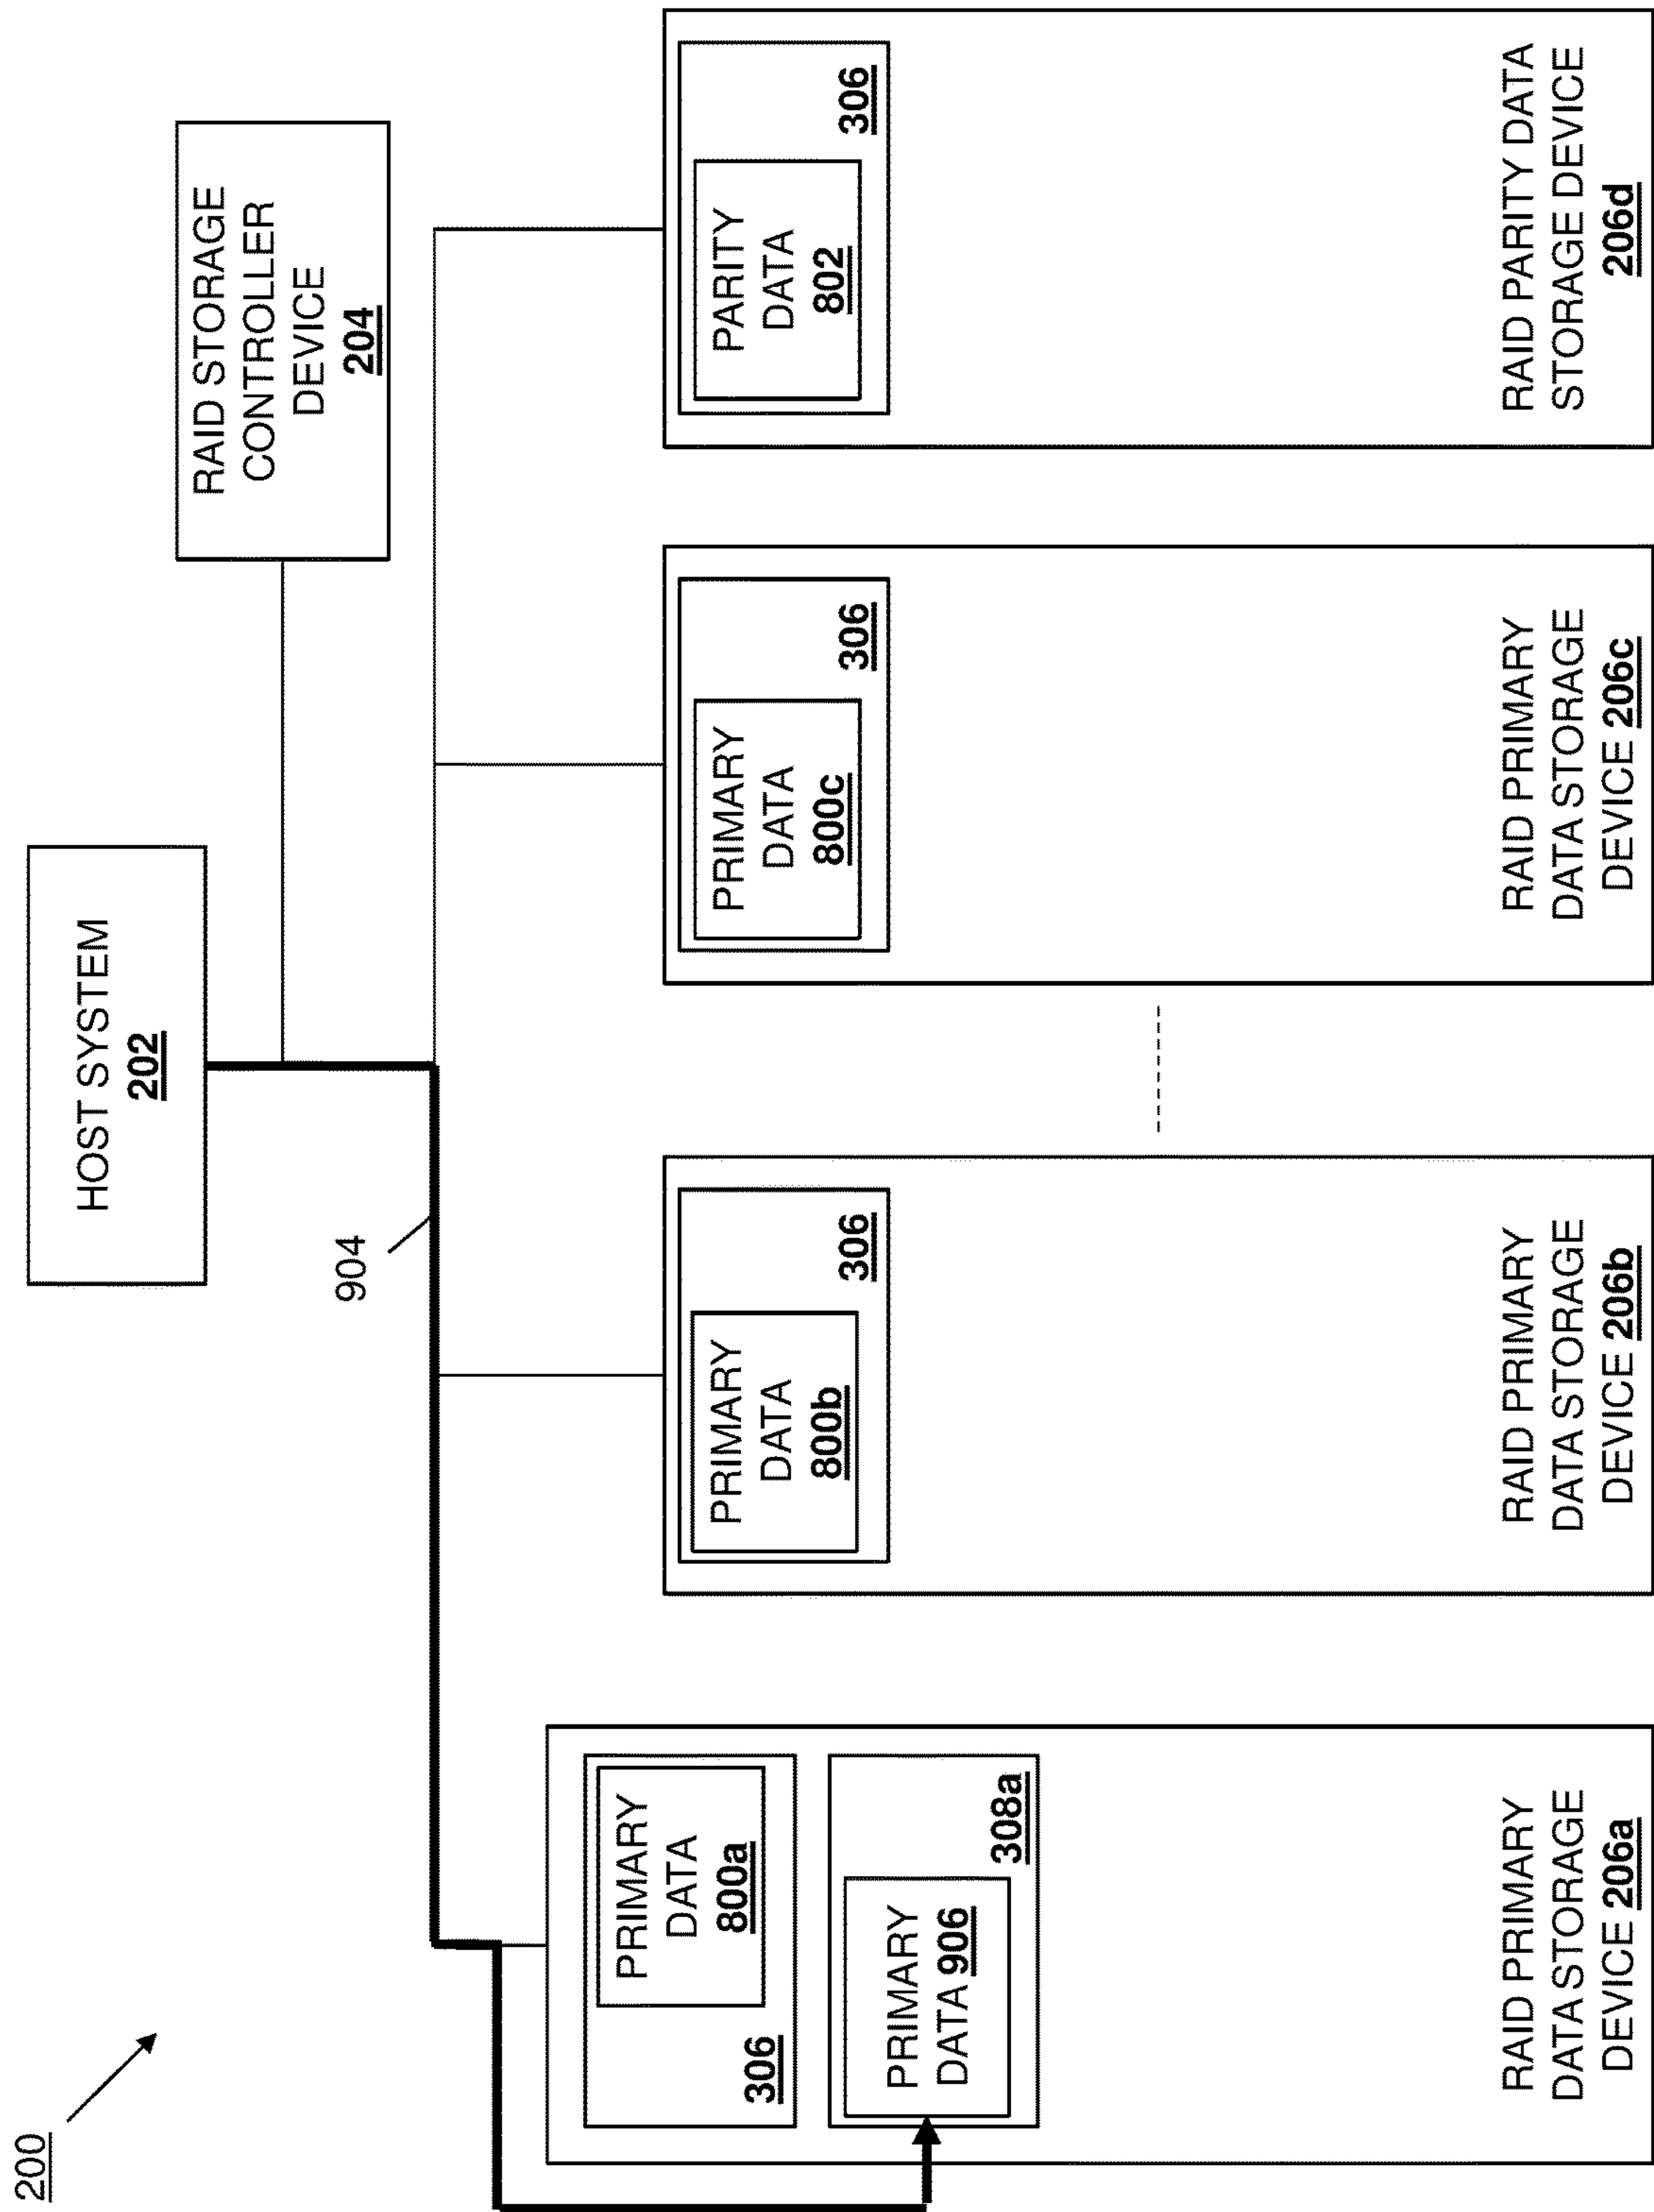 200
HOST SYSTEM
202
RAID STORAGE
CONTROLLER
DEVICE
204
904
PRIMARY
DATA
800a
306
PRIMARY
DATA 906
308a
RAID PRIMARY
DATA STORAGE
DEVICE 206a
PRIMARY
DATA
800b
306
RAID PRIMARY
DATA STORAGE
DEVICE 206b
PRIMARY
DATA
800c
306
RAID PRIMARY
DATA STORAGE
DEVICE 206c
PARITY
DATA
802
306
RAID PARITY DATA
STORAGE DEVICE
206d